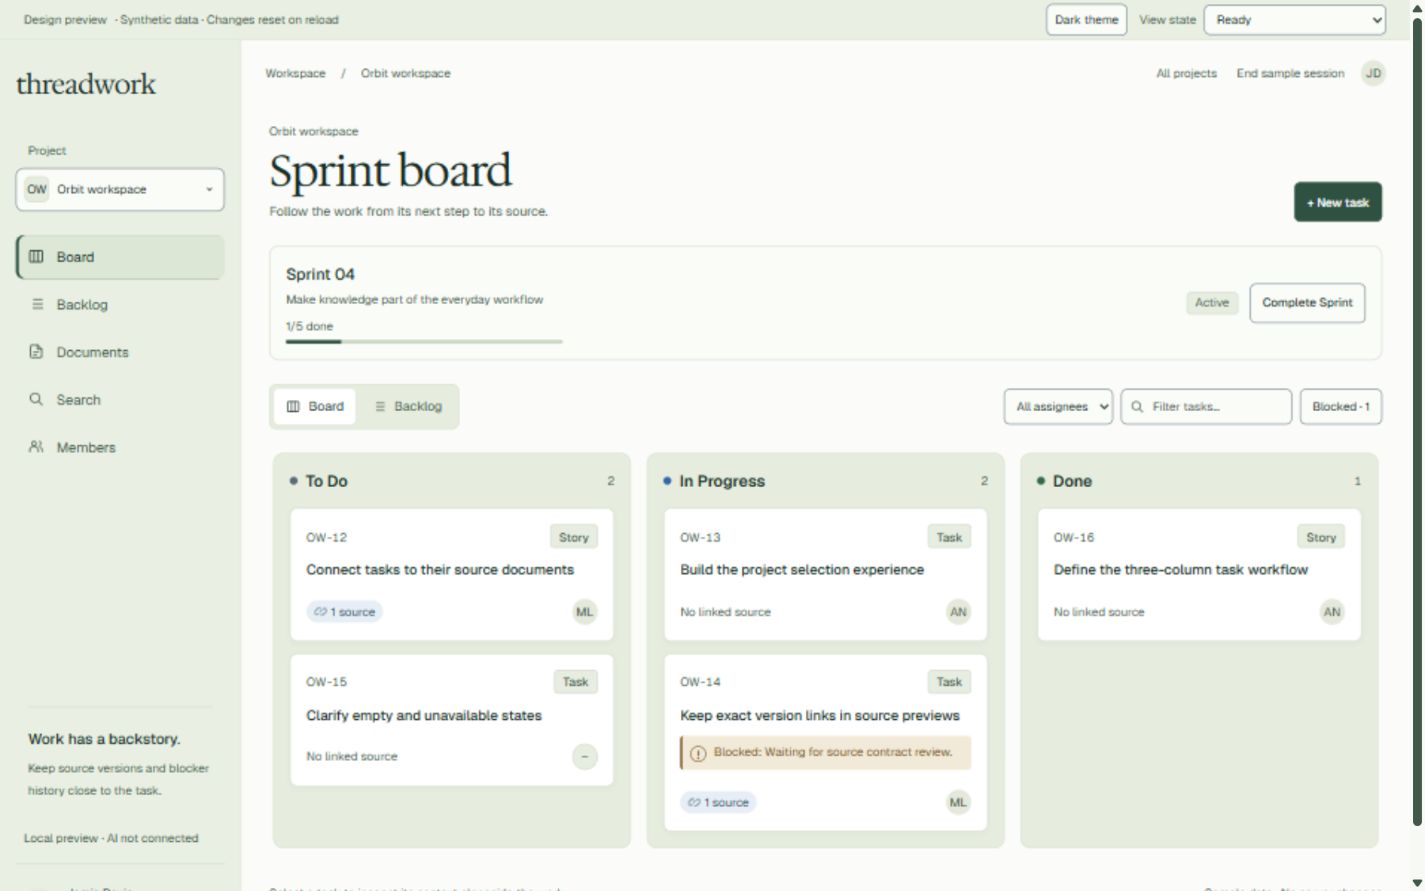 Design preview · Synthetic data · Changes reset on reload
Dark theme
View state
Ready
threadwork
Project
OW Orbit workspace
Board
Backlog
Documents
Search
Members
Work has a backstory.
Keep source versions and blocker
history close to the task.
Local preview · AI not connected
Workspace / Orbit workspace
All projects
End sample session
JD
Orbit workspace
Sprint board
Follow the work from its next step to its source.
+ New task
Sprint 04
Make knowledge part of the everyday workflow
1/5 done
Active
Complete Sprint
Board
Backlog
All assignees
Filter tasks...
Blocked · 1
To Do 2
OW-12 Story
Connect tasks to their source documents
1 source ML
OW-15 Task
Clarify empty and unavailable states
No linked source –
In Progress 2
OW-13 Task
Build the project selection experience
No linked source AN
OW-14 Task
Keep exact version links in source previews
Blocked: Waiting for source contract review.
1 source ML
Done 1
OW-16 Story
Define the three-column task workflow
No linked source AN